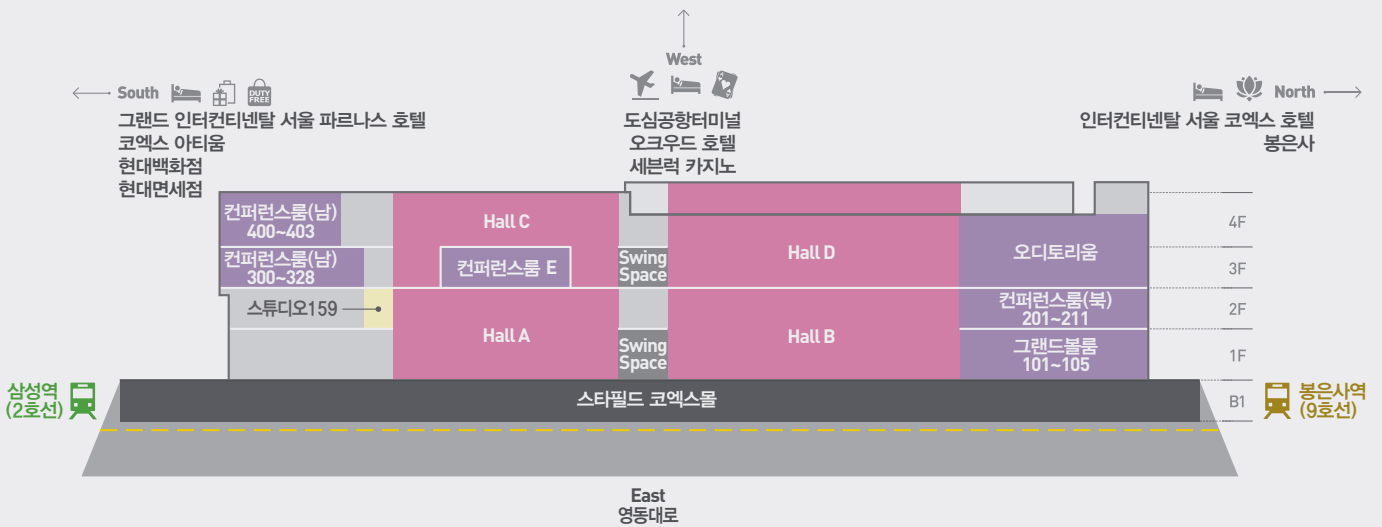 West
South
DUTY FREE
North
그랜드 인터컨티넨탈 서울 파르나스 호텔
코엑스 아티움
현대백화점
현대면세점
도심공항터미널
오크우드 호텔
세븐럭 카지노
인터컨티넨탈 서울 코엑스 호텔
봉은사
컨퍼런스룸(남)
400~403
Hall C
4F
컨퍼런스룸(남)
300~328
컨퍼런스룸 E
Swing
Space
Hall D
오디토리움
3F
스튜디오159
컨퍼런스룸(북)
201~211
2F
Hall A
Swing
Space
Hall B
그랜드볼룸
101~105
1F
삼성역
(2호선)
스타필드 코엑스몰
B1
봉은사역
(9호선)
East
영동대로